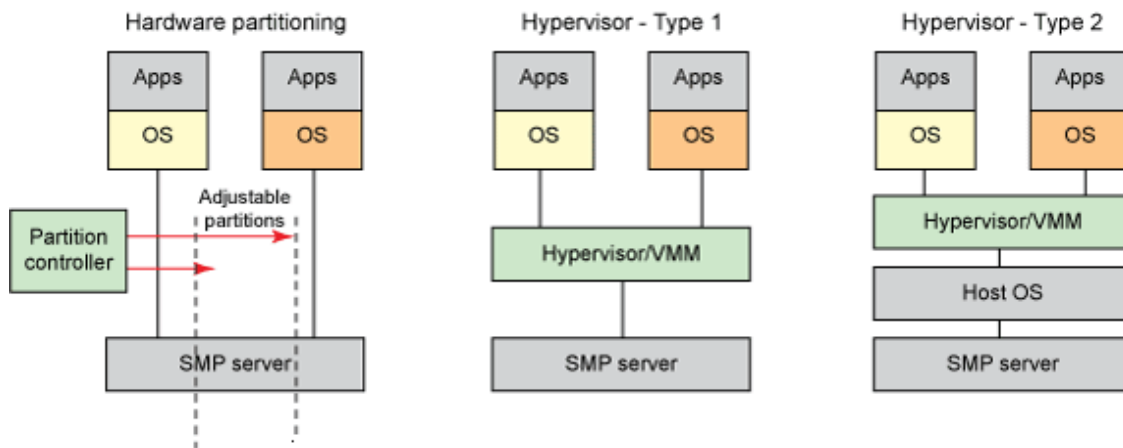 Hardware partitioning
Apps
Apps
OS
OS
Adjustable
partitions
Partition
controller
SMP server
Hypervisor - Type 1
Apps
Apps
OS
OS
Hypervisor/VMM
SMP server
Hypervisor - Type 2
Apps
Apps
OS
OS
Hypervisor/VMM
Host OS
SMP server